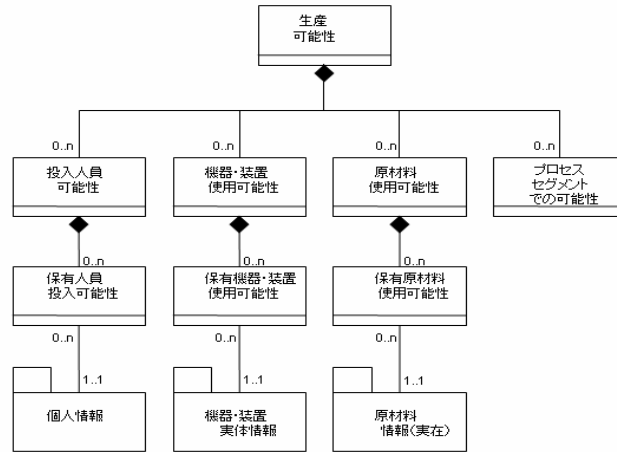 生産
可能性
0..n
0..n
0..n
0..n
投入人員
可能性
機器・装置
使用可能性
原材料
使用可能性
プロセス
セグメント
での可能性
0..n
0..n
0..n
保有人員
投入可能性
保有機器・装置
使用可能性
保有原材料
使用可能性
0..n
0..n
0..n
1..1
1..1
1..1
個人情報
機器・装置
実体情報
原材料
情報(実在)